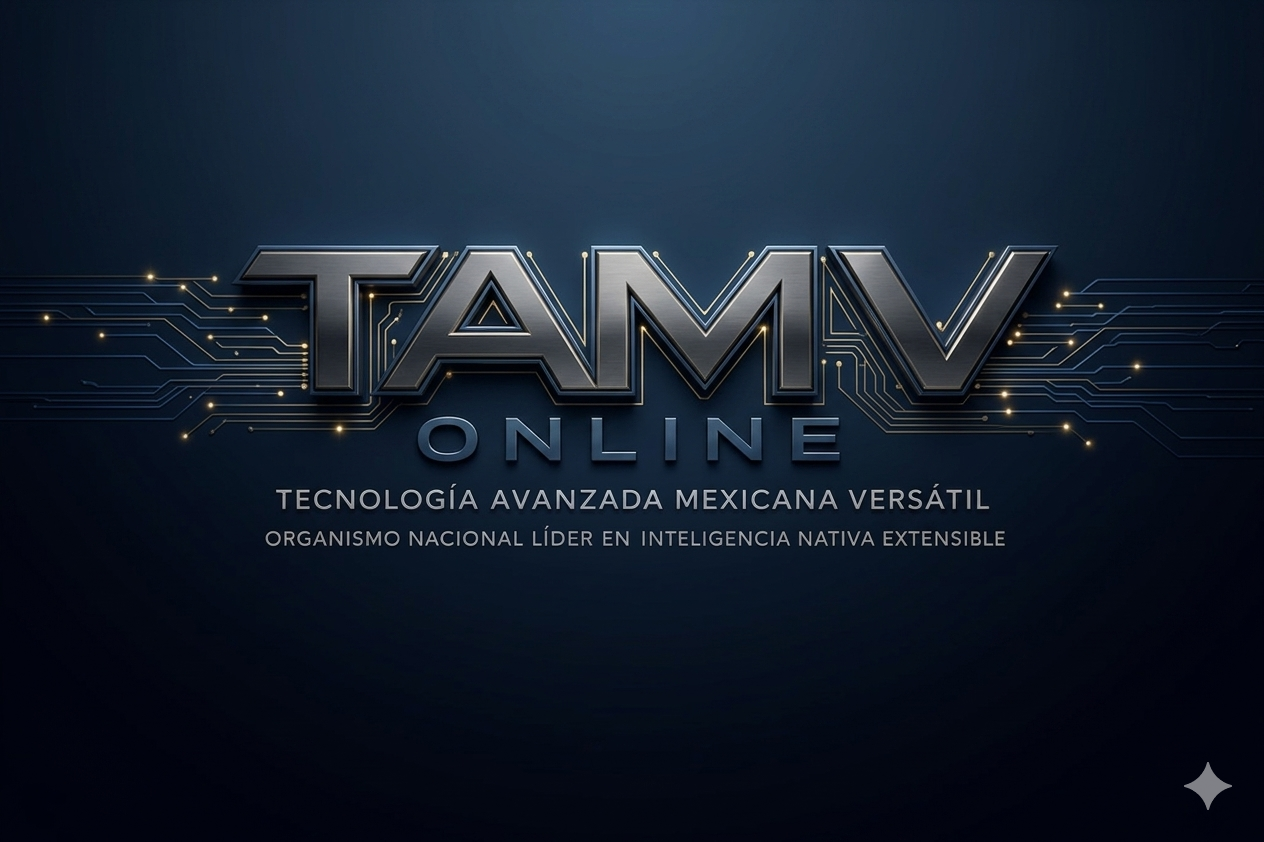 TAMV
ONLINE
TECNOLOGÍA AVANZADA MEXICANA VERSÁTIL
ORGANISMO NACIONAL LÍDER EN INTELIGENCIA NATIVA EXTENSIBLE